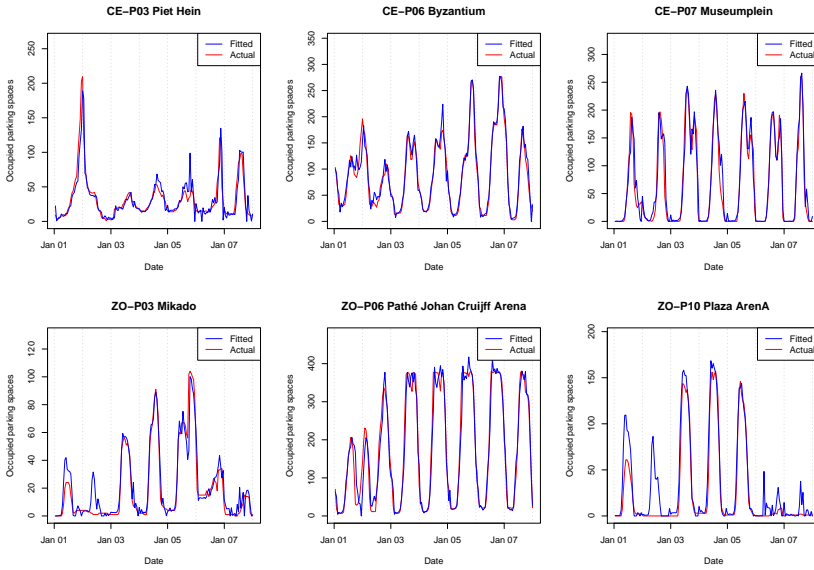 CE−P03 Piet Hein
Occupied parking spaces
0 50 100 150 200 250
Jan 01 Jan 03 Jan 05 Jan 07
Date
Fitted
Actual
CE−P06 Byzantium
Occupied parking spaces
0 50 100 150 200 250 350
Jan 01 Jan 03 Jan 05 Jan 07
Date
Fitted
Actual
CE−P07 Museumplein
Occupied parking spaces
0 50 100 150 200 300
Jan 01 Jan 03 Jan 05 Jan 07
Date
Fitted
Actual
ZO−P03 Mikado
Occupied parking spaces
0 20 40 60 80 100 120
Jan 01 Jan 03 Jan 05 Jan 07
Date
Fitted
Actual
ZO−P06 Pathé Johan Cruijff Arena
Occupied parking spaces
0 100 200 300 400
Jan 01 Jan 03 Jan 05 Jan 07
Date
Fitted
Actual
ZO−P10 Plaza ArenA
Occupied parking spaces
0 50 100 150 200
Jan 01 Jan 03 Jan 05 Jan 07
Date
Fitted
Actual